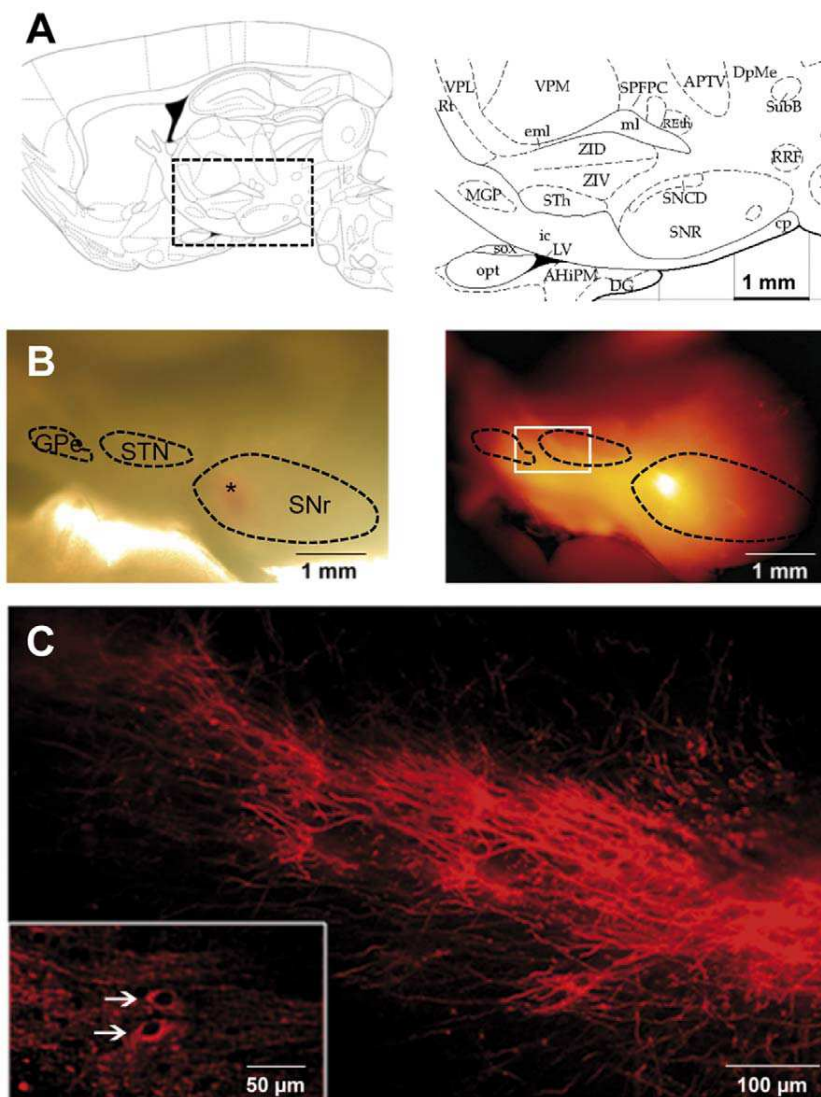 A
VPL
VPM
SPFPC
APTV
DpMe
SubB
Rt
eml
ml
REth
ZID
RRF
ZIV
MGP
STh
SNCD
SNR
cp
ic
sox
LV
opt
AHiPM
DG
1 mm
B
GPe
STN
*
SNr
1 mm
1 mm
C
50 µm
100 µm